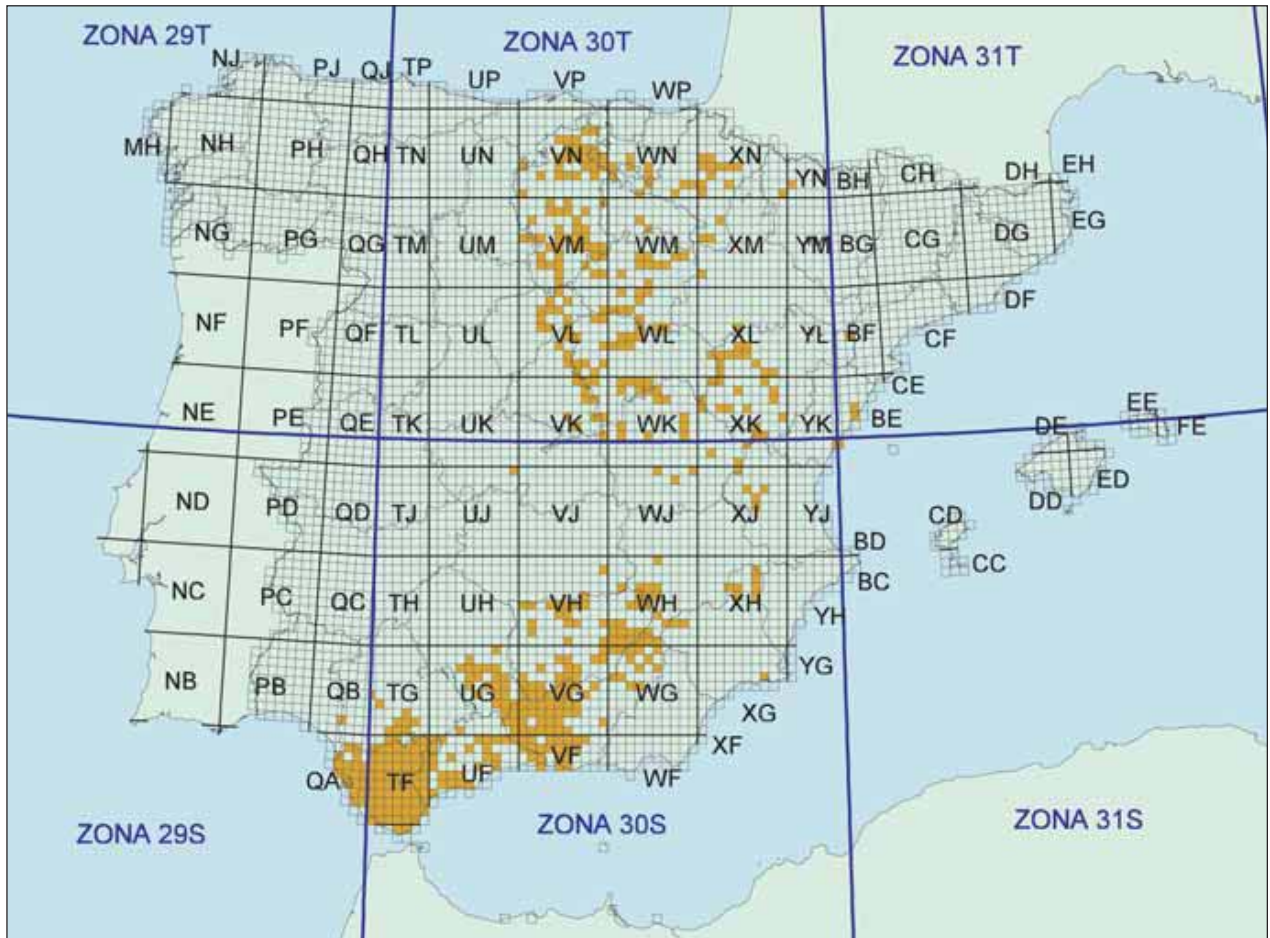 ZONA 29T
ZONA 30T
ZONA 31T
NJ
PJ
QJ
TP
UP
VP
WP
MH
NH
PH
QH
TN
UN
VN
WN
XN
YN
BH
CH
DH
EH
NG
PG
QG
TM
UM
VM
WM
XM
YM
BG
CG
DG
EG
NF
PF
QF
TL
UL
VL
WL
XL
YL
BF
CF
DF
NE
PE
QE
TK
UK
VK
WK
XK
YK
BE
CE
DE
EE
FE
ND
PD
QD
TJ
UJ
VJ
WJ
XJ
YJ
BD
CD
DD
ED
NC
PC
QC
TH
UH
VH
WH
XH
YH
BC
CC
NB
PB
QB
TG
UG
VG
WG
XG
YG
QA
TF
UF
VF
WF
XF
ZONA 29S
ZONA 30S
ZONA 31S